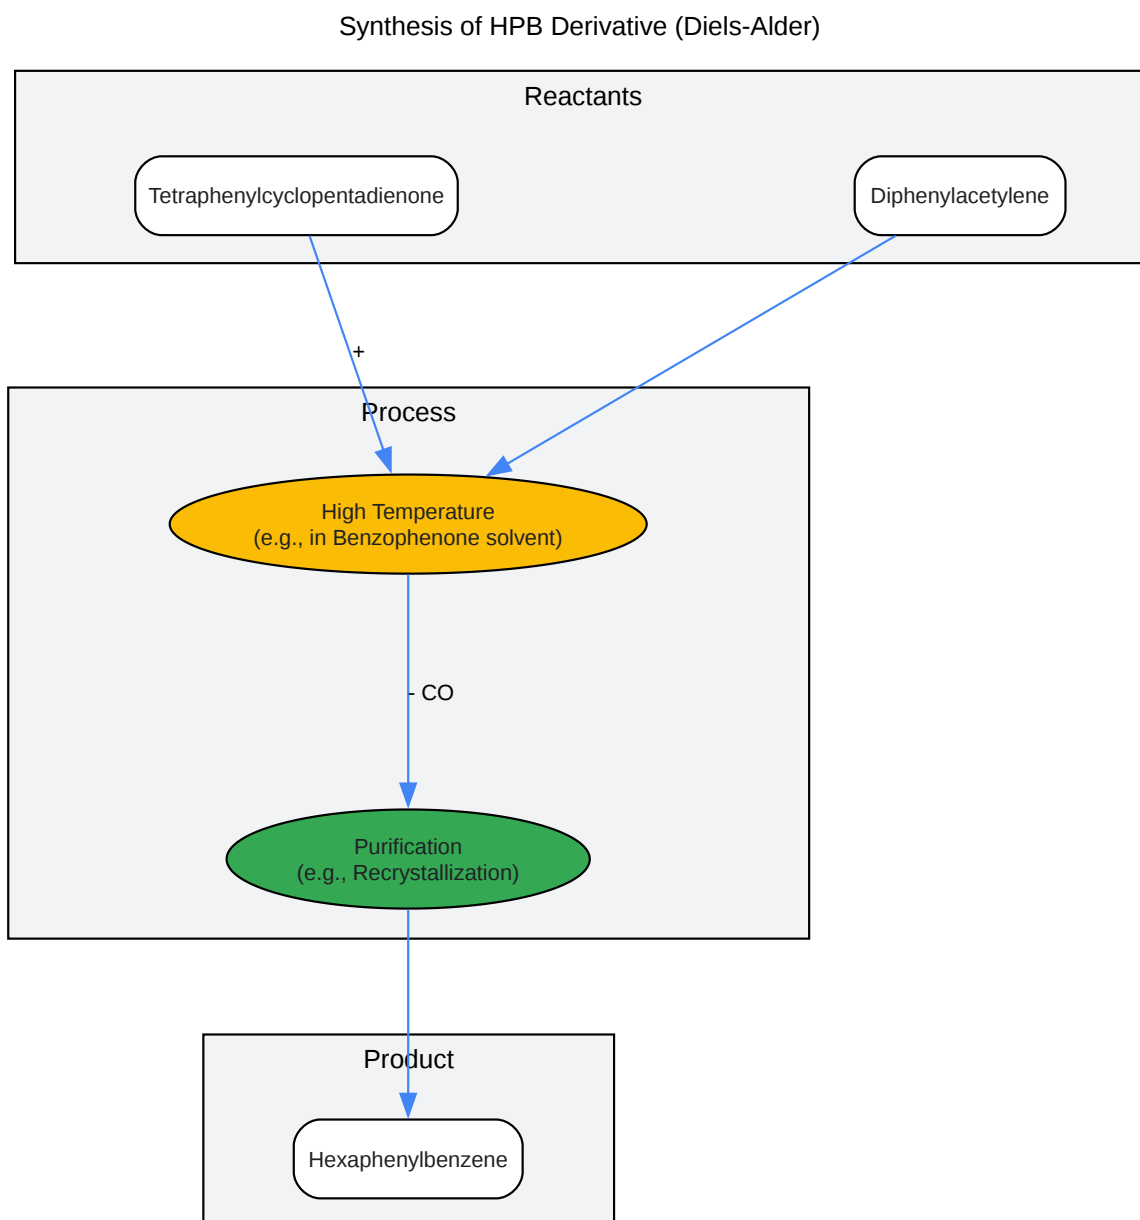 Synthesis of HPB Derivative (Diels-Alder)
Reactants
Tetraphenylcyclopentadienone
Diphenylacetylene
+
Process
High Temperature
(e.g., in Benzophenone solvent)
- CO
Purification
(e.g., Recrystallization)
Product
Hexaphenylbenzene